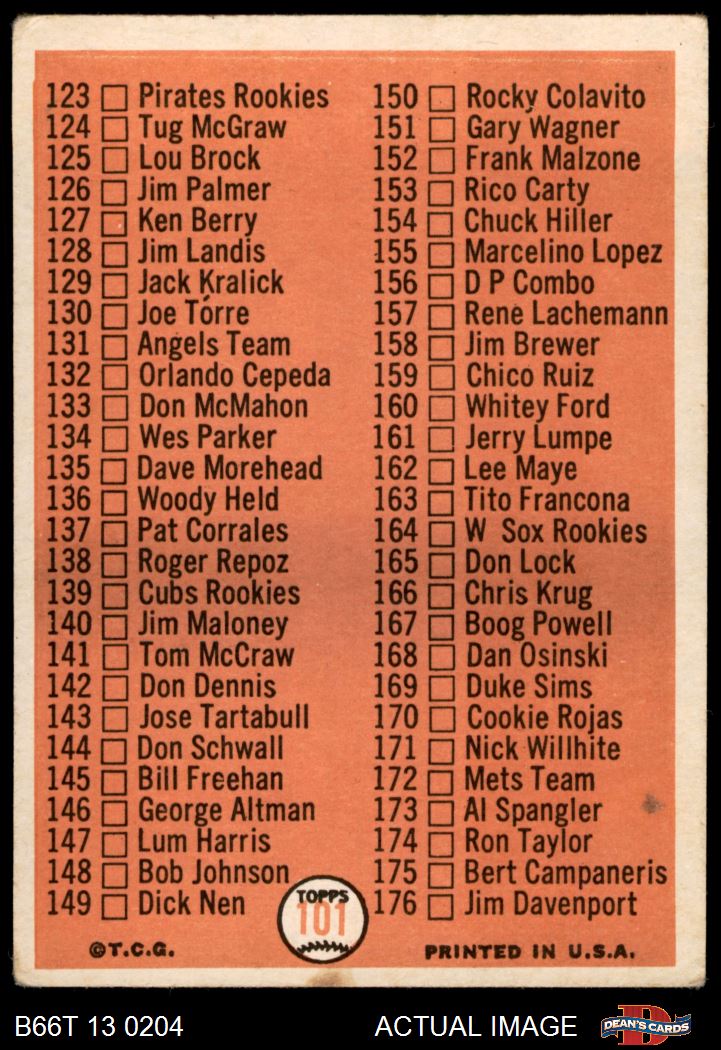 123 Pirates Rookies
124 Tug McGraw
125 Lou Brock
126 Jim Palmer
127 Ken Berry
128 Jim Landis
129 Jack Kralick
130 Joe Torre
131 Angels Team
132 Orlando Cepeda
133 Don McMahon
134 Wes Parker
135 Dave Morehead
136 Woody Held
137 Pat Corrales
138 Roger Repoz
139 Cubs Rookies
140 Jim Maloney
141 Tom McCraw
142 Don Dennis
143 Jose Tartabull
144 Don Schwall
145 Bill Freehan
146 George Altman
147 Lum Harris
148 Bob Johnson
149 Dick Nen
150 Rocky Colavito
151 Gary Wagner
152 Frank Malzone
153 Rico Carty
154 Chuck Hiller
155 Marcelino Lopez
156 D P Combo
157 Rene Lachemann
158 Jim Brewer
159 Chico Ruiz
160 Whitey Ford
161 Jerry Lumpe
162 Lee Maye
163 Tito Francona
164 W Sox Rookies
165 Don Lock
166 Chris Krug
167 Boog Powell
168 Dan Osinski
169 Duke Sims
170 Cookie Rojas
171 Nick Willhite
172 Mets Team
173 Al Spangler
174 Ron Taylor
175 Bert Campaneris
176 Jim Davenport
TOPPS
101
©T.C.G.
PRINTED IN U.S.A.
B66T 13 0204
ACTUAL IMAGE
DEAN'S CARDS